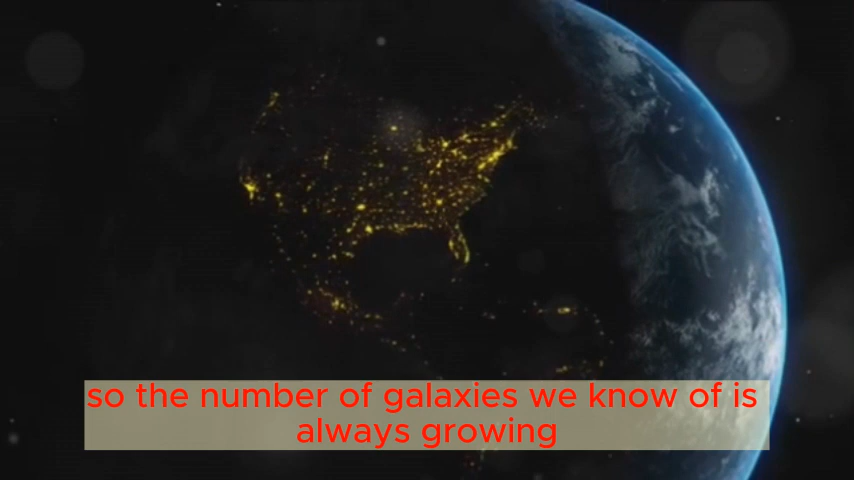 so the number of galaxies we know of is
always growing